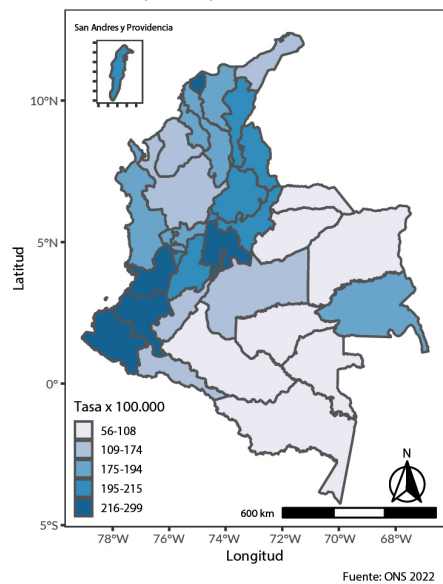 San Andres y Providencia
10°N
5°N
0°
5°S
Latitud
Tasa x 100.000
56-108
109-174
175-194
195-215
216-299
N
600 km
78°W 76°W 74°W 72°W 70°W 68°W
Longitud
Fuente: ONS 2022